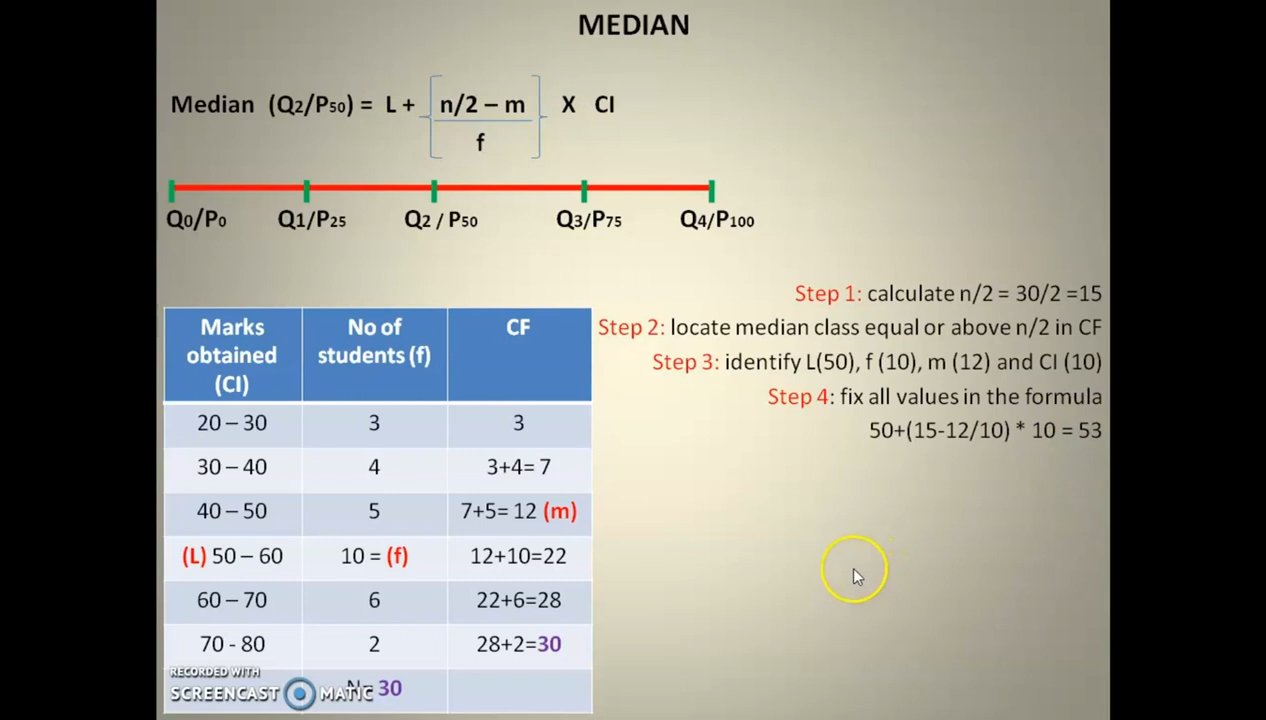 MEDIAN
Median (Q2/P50) = L + n/2 – m X CI
f
Q0/P0 Q1/P25 Q2 / P50 Q3/P75 Q4/P100
Step 1: calculate n/2 = 30/2 =15
Step 2: locate median class equal or above n/2 in CF
Step 3: identify L(50), f (10), m (12) and CI (10)
Step 4: fix all values in the formula
50+(15-12/10) * 10 = 53
Marks obtained (CI) No of students (f) CF
20 – 30 3 3
30 – 40 4 3+4= 7
40 – 50 5 7+5= 12 (m)
(L) 50 – 60 10 = (f) 12+10=22
60 – 70 6 22+6=28
70 - 80 2 28+2=30
N= 30
RECORDED WITH
SCREENCAST MATIC